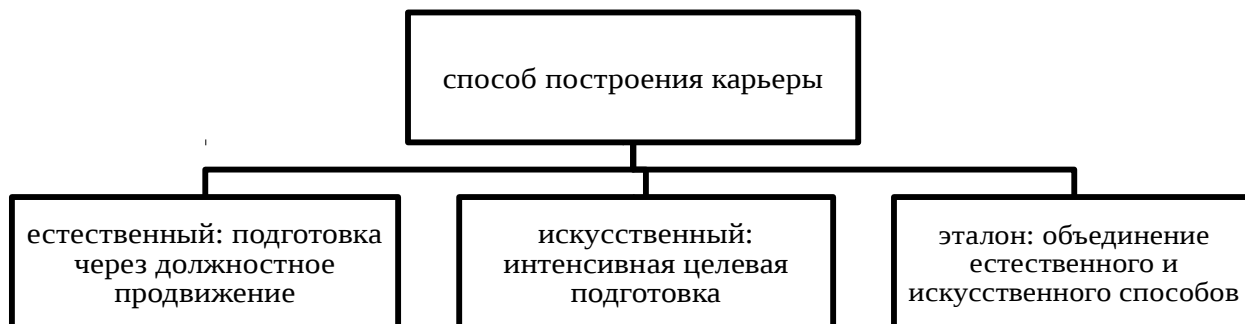 способ построения карьеры
естественный: подготовка
через должностное
продвижение
искусственный:
интенсивная целевая
подготовка
эталон: объединение
естественного и
искусственного способов